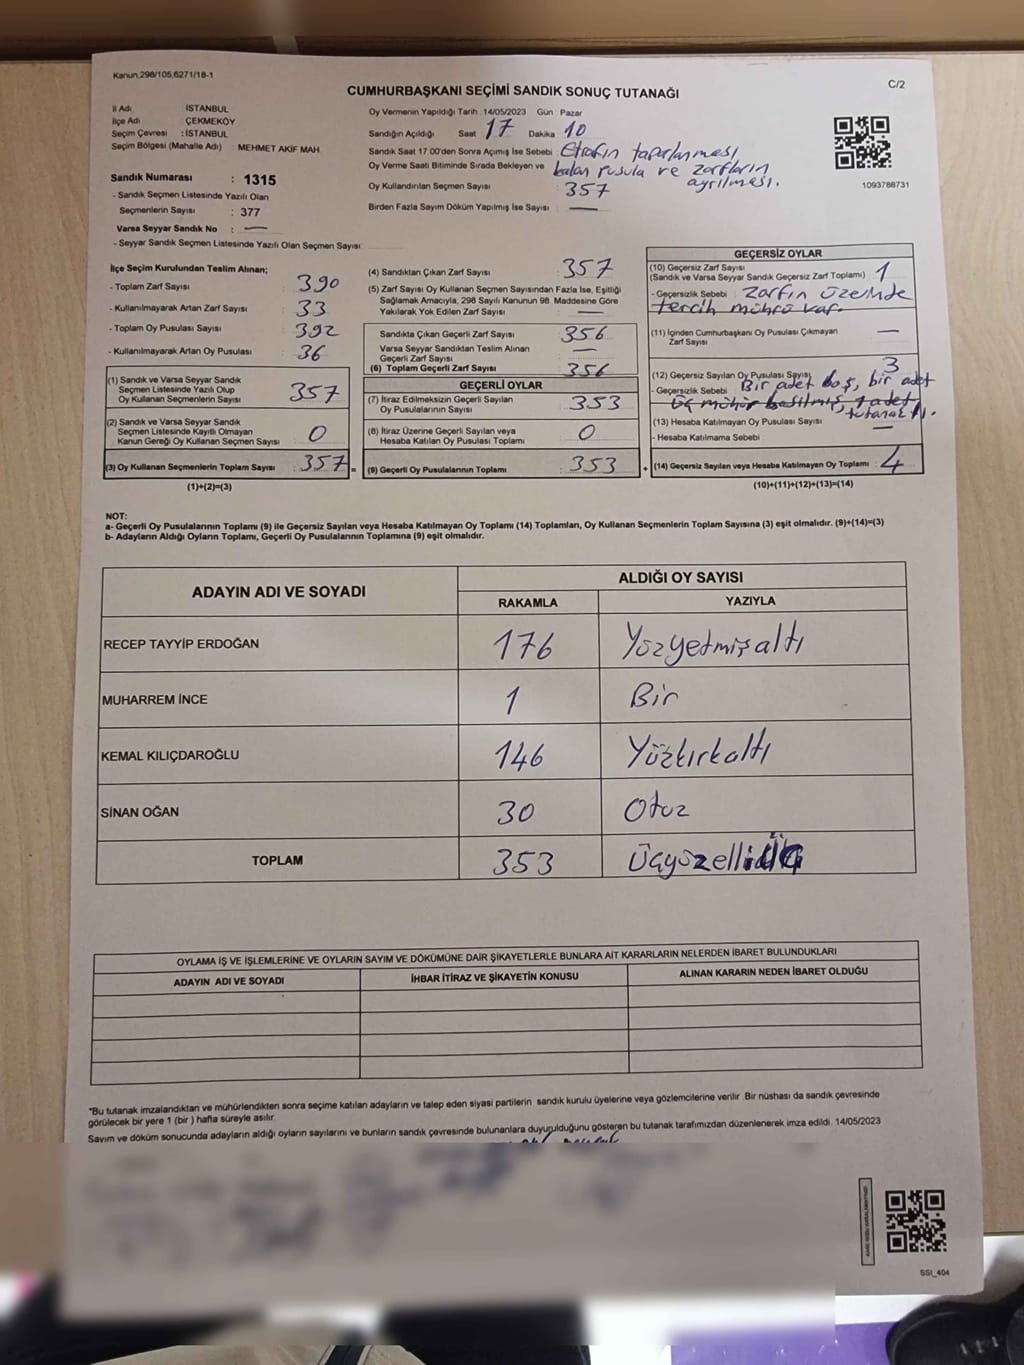 Kanun,298/105,6271/18-1
C/2
CUMHURBAŞKANI SEÇİMİ SANDIK SONUÇ TUTANAĞI
İl Adı İSTANBUL
İlçe Adı ÇEKMEKÖY
Seçim Çevresi : İSTANBUL
Seçim Bölgesi (Mahalle Adı) MEHMET AKİF MAH.
Sandık Numarası : 1315
- Sandık Seçmen Listesinde Yazılı Olan
Seçmenlerin Sayısı : 377
Varsa Seyyar Sandık No : —
- Seyyar Sandık Seçmen Listesinde Yazılı Olan Seçmen Sayısı
Oy Vermenin Yapıldığı Tarih 14/05/2023 Gün Pazar
Sandığın Açıldığı Saat 17 Dakika 10
Sandık Saat 17.00'den Sonra Açımış İse Sebebi Etrafın toparlanması
Oy Verme Saati Bitiminde Sırada Bekleyen ve kalan pusula ve zarfların
ayrılması.
Oy Kullandırılan Seçmen Sayısı 357
Birden Fazla Sayım Döküm Yapılmış İse Sayısı —
1093788731
İlçe Seçim Kurulundan Teslim Alınan;
- Toplam Zarf Sayısı 390
- Kullanılmayarak Artan Zarf Sayısı 33
- Toplam Oy Pusulası Sayısı 392
- Kullanılmayarak Artan Oy Pusulası 36
(1) Sandık ve Varsa Seyyar Sandık
Seçmen Listesinde Yazılı Olup
Oy Kullanan Seçmenlerin Sayısı 357
(2) Sandık ve Varsa Seyyar Sandık
Seçmen Listesinde Kayıtlı Olmayan
Kanun Gereği Oy Kullanan Seçmen Sayısı 0
(3) Oy Kullanan Seçmenlerin Toplam Sayısı 357 =
(1)+(2)=(3)
(4) Sandıktan Çıkan Zarf Sayısı 357
(5) Zarf Sayısı Oy Kullanan Seçmen Sayısından Fazla İse, Eşitliği
Sağlamak Amacıyla, 298 Sayılı Kanunun 98. Maddesine Göre
Yakılarak Yok Edilen Zarf Sayısı —
Sandıkta Çıkan Geçerli Zarf Sayısı 356
Varsa Seyyar Sandıktan Teslim Alınan
Geçerli Zarf Sayısı —
(6) Toplam Geçerli Zarf Sayısı 356
GEÇERLİ OYLAR
(7) İtiraz Edilmeksizin Geçerli Sayılan
Oy Pusulalarının Sayısı 353
(8) İtiraz Üzerine Geçerli Sayılan veya
Hesaba Katılan Oy Pusulası Toplamı 0
(9) Geçerli Oy Pusulalarının Toplamı 353 +
GEÇERSİZ OYLAR
(10) Geçersiz Zarf Sayısı
(Sandık ve Varsa Seyyar Sandık Geçersiz Zarf Toplamı) 1
- Geçersizlik Sebebi Zarfın üzerinde
tercih mührü var.
(11) İçinden Cumhurbaşkanı Oy Pusulası Çıkmayan
Zarf Sayısı —
(12) Geçersiz Sayılan Oy Pusulası Sayısı 3
- Geçersizlik Sebebi Bir adet boş, bir adet
üç mühür basılmış, 1 adet
(13) Hesaba Katılmayan Oy Pusulası Sayısı —
- Hesaba Katılmama Sebebi
(14) Geçersiz Sayılan veya Hesaba Katılmayan Oy Toplamı 4
(10)+(11)+(12)+(13)=(14)
NOT:
a- Geçerli Oy Pusulalarının Toplamı (9) ile Geçersiz Sayılan veya Hesaba Katılmayan Oy Toplamı (14) Toplamları, Oy Kullanan Seçmenlerin Toplam Sayısına (3) eşit olmalıdır. (9)+(14)=(3)
b- Adayların Aldığı Oyların Toplamı, Geçerli Oy Pusulalarının Toplamına (9) eşit olmalıdır.
ADAYIN ADI VE SOYADI ALDIĞI OY SAYISI
RAKAMLA YAZIYLA
RECEP TAYYİP ERDOĞAN 176 Yüzyetmişaltı
MUHARREM İNCE 1 Bir
KEMAL KILIÇDAROĞLU 146 Yüzkırkaltı
SİNAN OĞAN 30 Otuz
TOPLAM 353 Üçyüzelliüç
OYLAMA İŞ VE İŞLEMLERİNE VE OYLARIN SAYIM VE DÖKÜMÜNE DAİR ŞİKAYETLERLE BUNLARA AİT KARARLARIN NELERDEN İBARET BULUNDUKLARI
ADAYIN ADI VE SOYADI İHBAR İTİRAZ VE ŞİKAYETİN KONUSU ALINAN KARARIN NEDEN İBARET OLDUĞU
*Bu tutanak imzalandıktan ve mühürlendikten sonra seçime katılan adayların ve talep eden siyasi partilerin sandık kurulu üyelerine veya gözlemcilerine verilir .Bir nüshası da sandık çevresinde
görülecek bir yere 1 (bir ) hafta süreyle asılır.
Sayım ve döküm sonucunda adayların aldığı oyların sayılarını ve bunların sandık çevresinde bulunanlara duyurulduğunu gösteren bu tutanak tarafımızdan düzenlenerek imza edildi. 14/05/2023
SSI_404